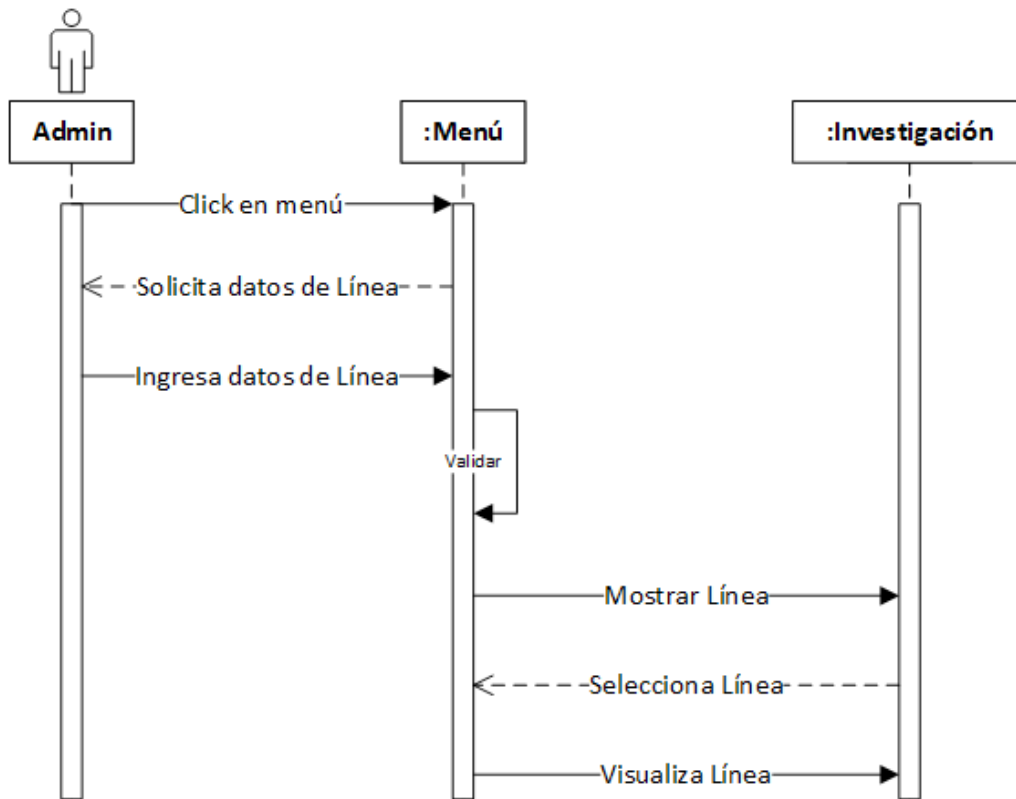 Admin
:Menú
:Investigación
Click en menú
Solicita datos de Línea
Ingresa datos de Línea
Validar
Mostrar Línea
Selecciona Línea
Visualiza Línea